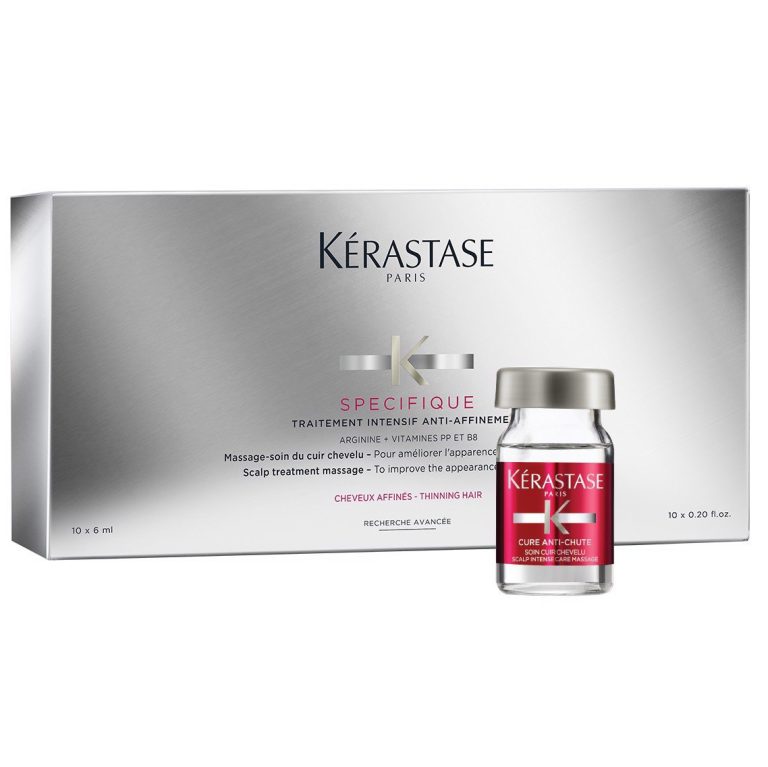 KÉRASTASE
PARIS
K
SPECIFIQUE
TRAITEMENT INTENSIF ANTI-AFFINEME
ARGININE + VITAMINES PP ET B8
Massage-soin du cuir chevelu – Pour améliorer l'apparence
Scalp treatment massage – To improve the appearance
CHEVEUX AFFINÉS - THINNING HAIR
10 x 6 ml
RECHERCHE AVANCÉE
10 x 0.20 fl.oz.
KÉRASTASE
PARIS
K
CURE ANTI-CHUTE
SOIN CUIR CHEVELU
SCALP INTENSE CARE MASSAGE